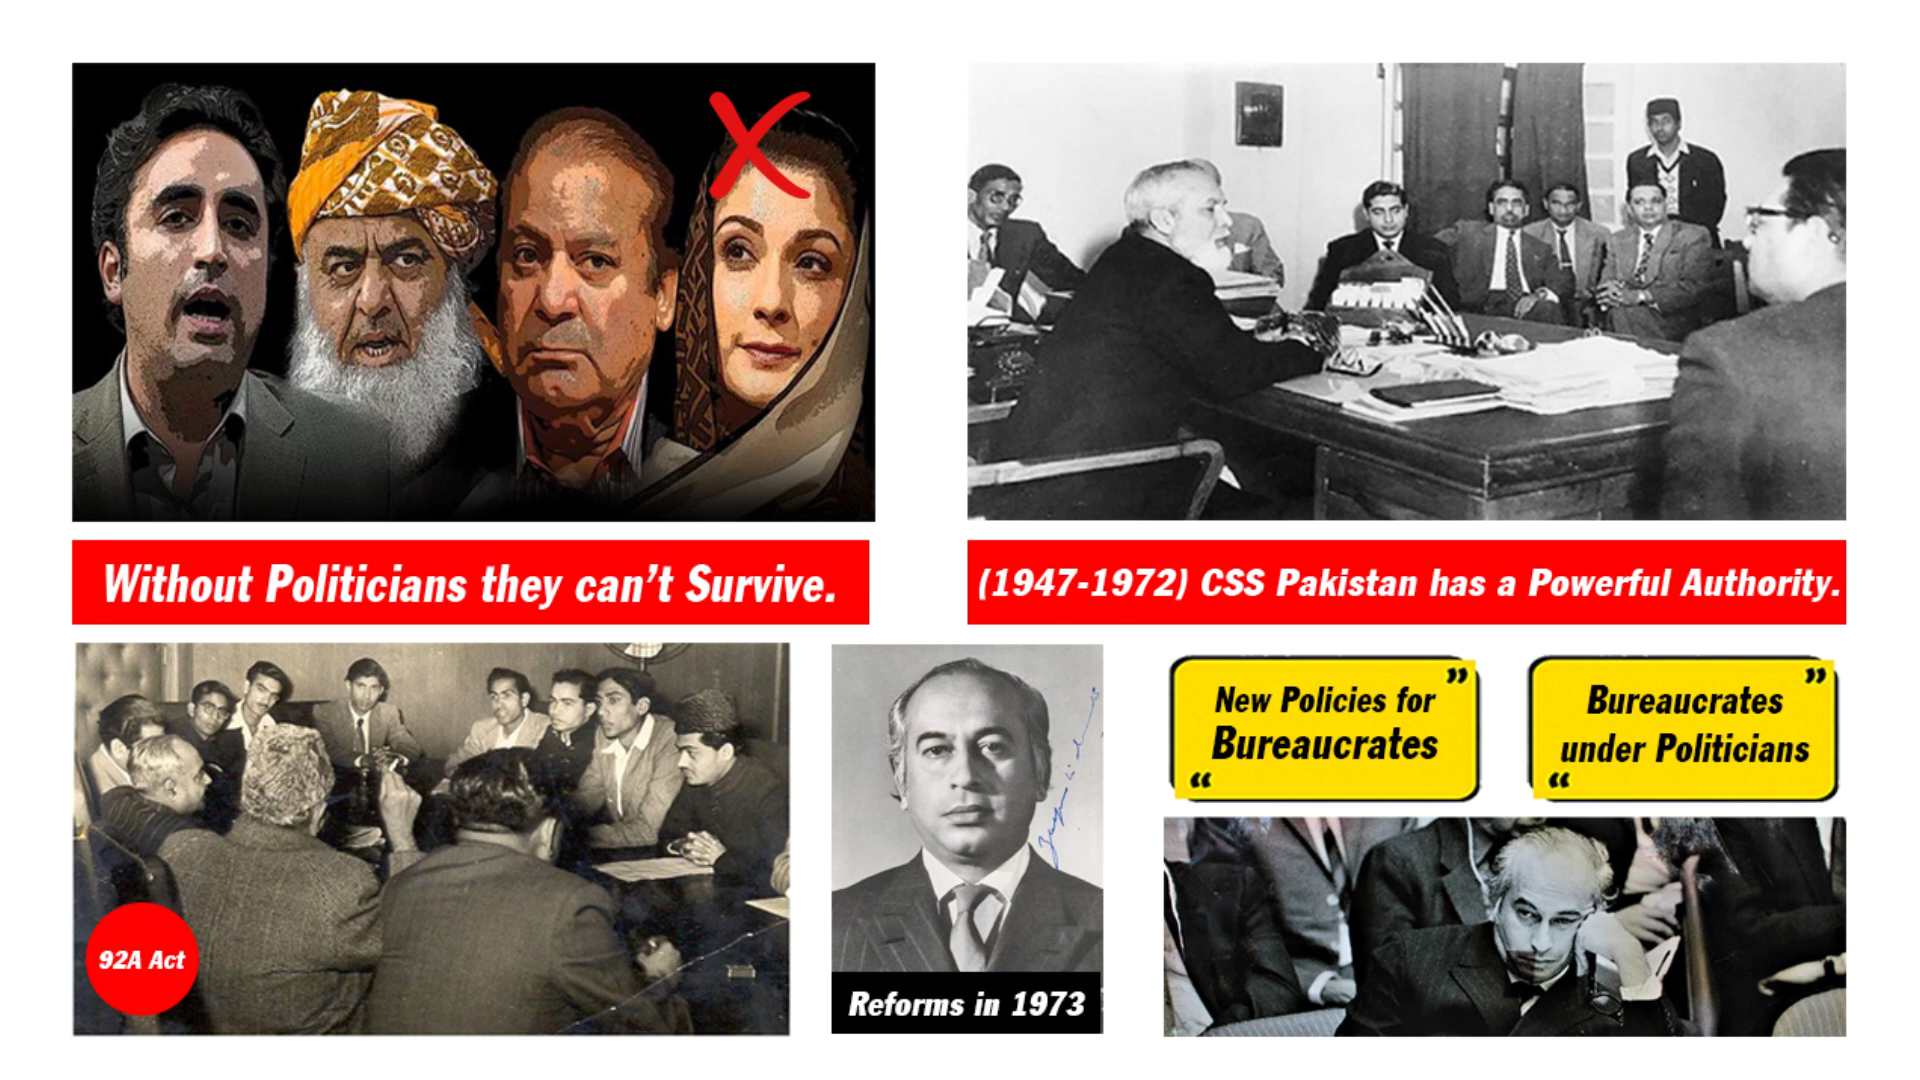 Without Politicians they can't Survive.
(1947-1972) CSS Pakistan has a Powerful Authority.
92A Act
Reforms in 1973
New Policies for ”
“ Bureaucrates
Bureaucrates ”
“ under Politicians